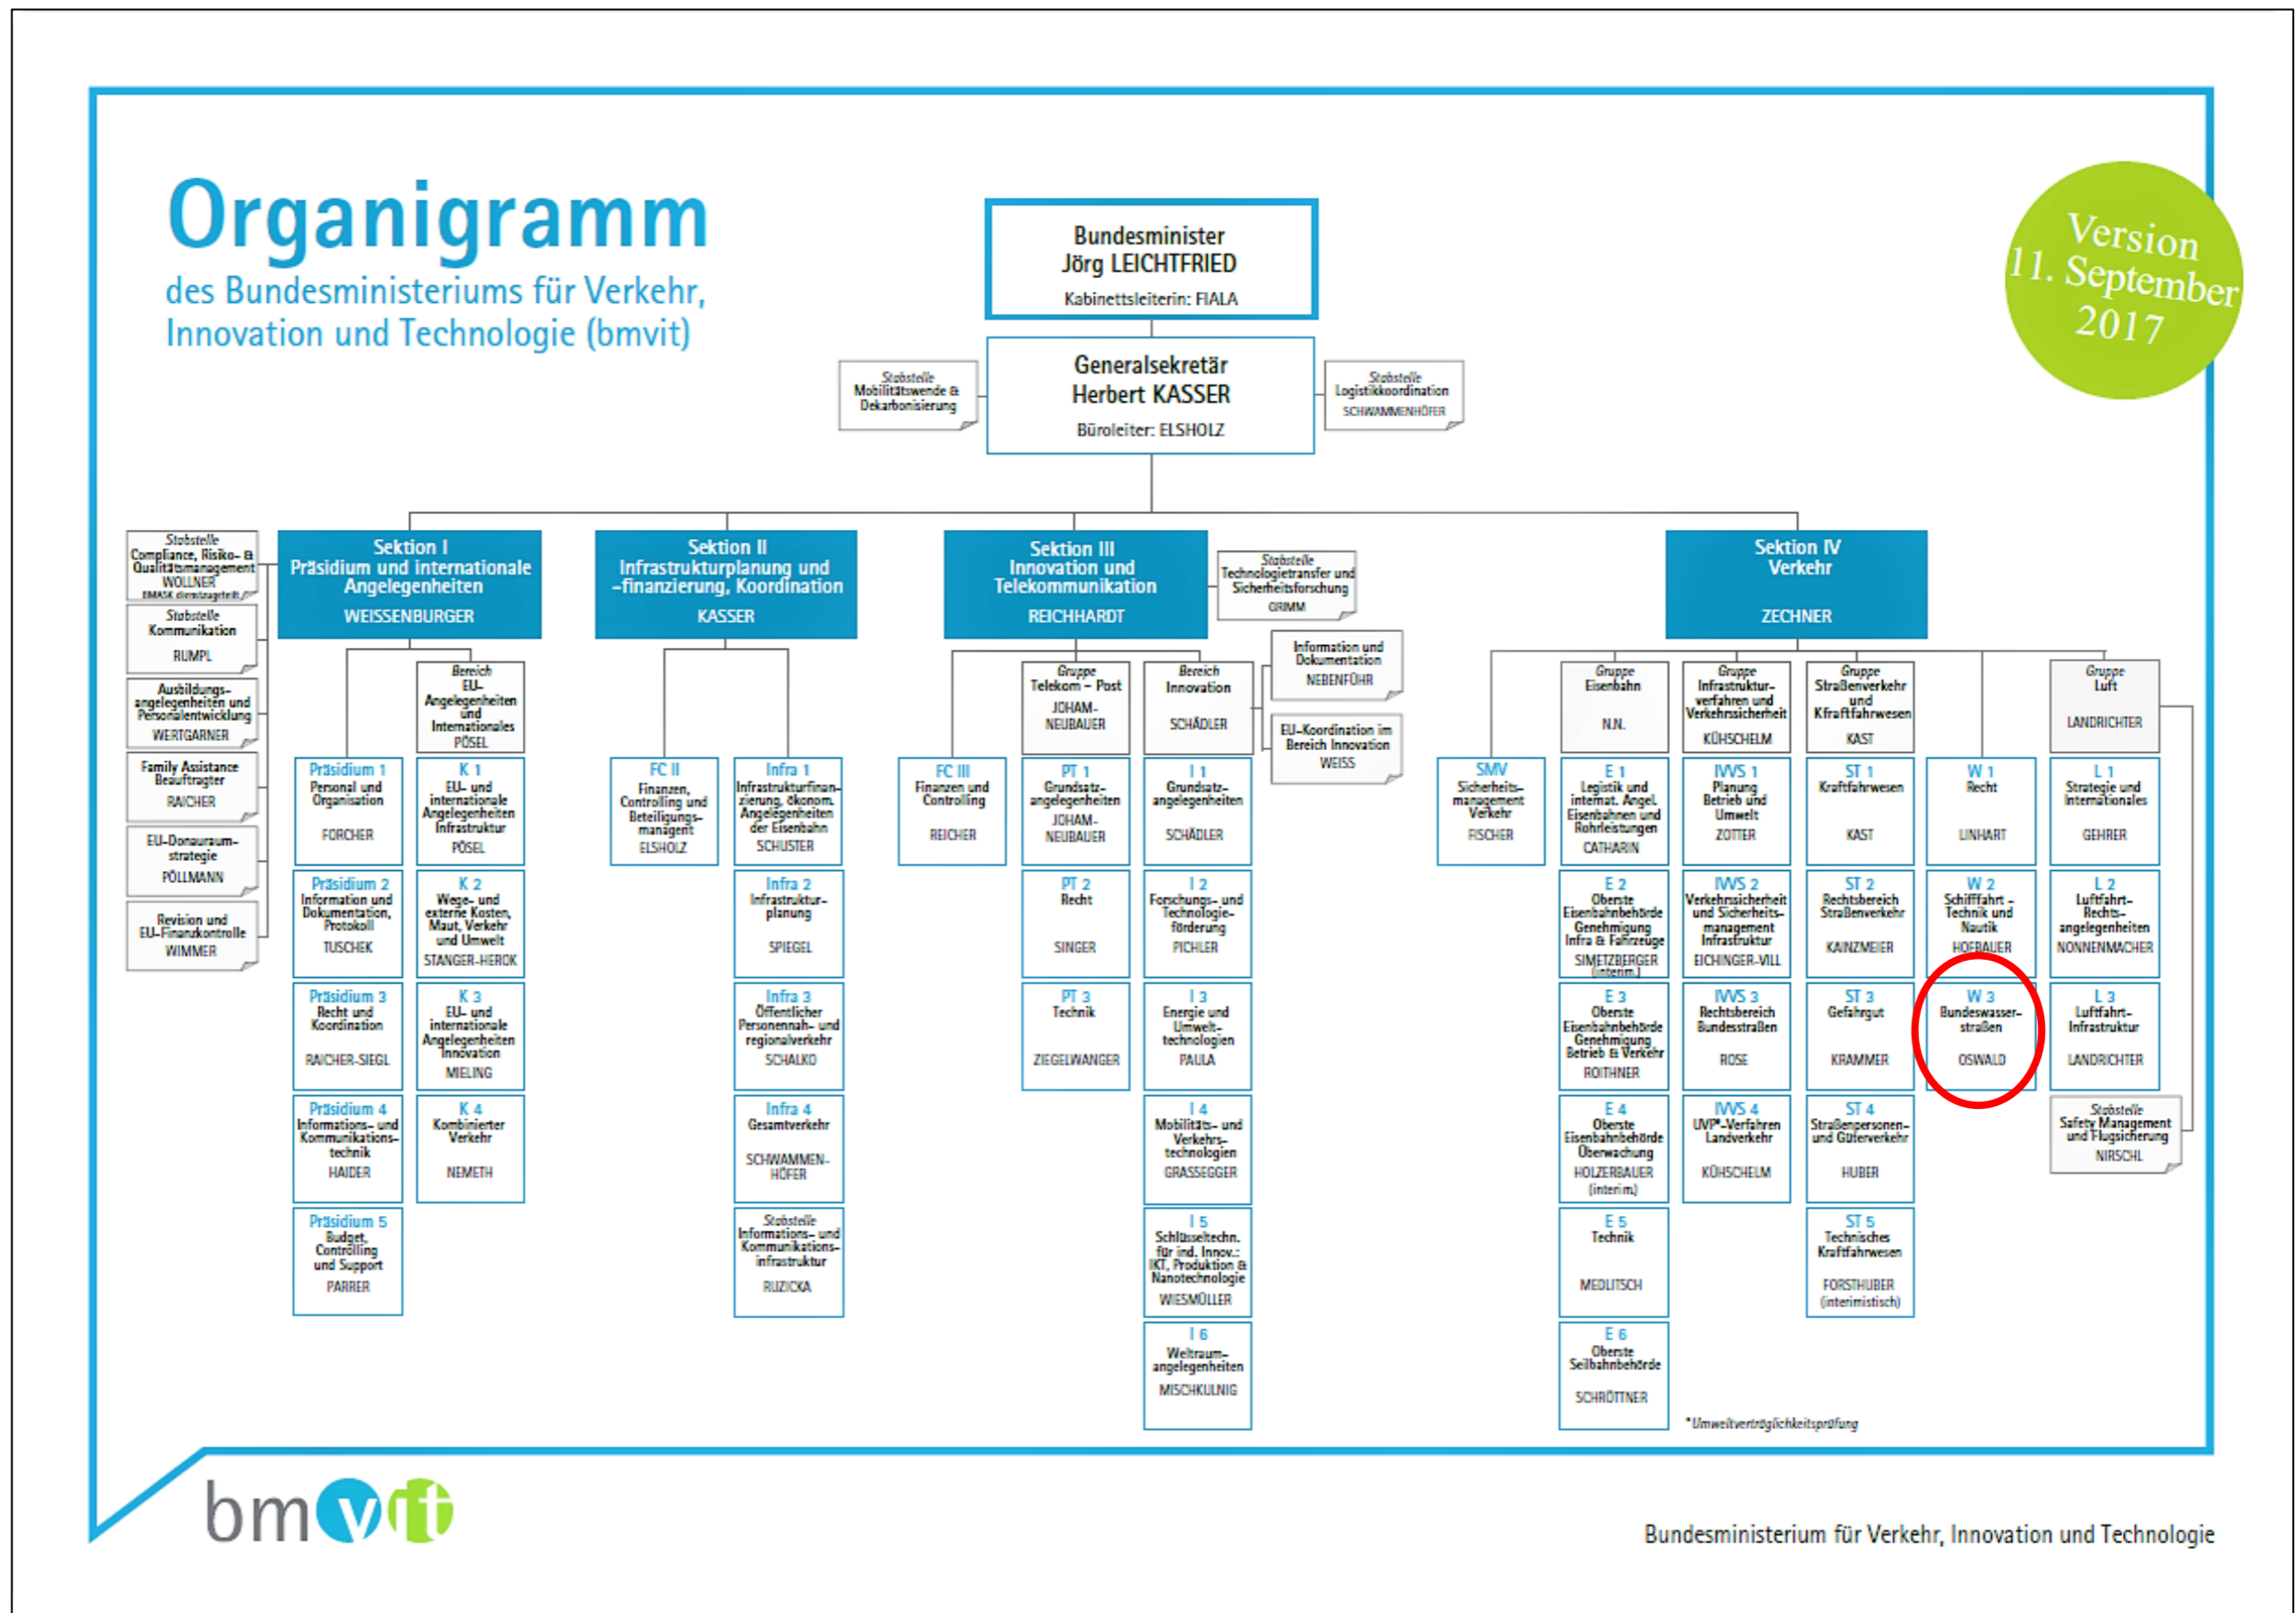 Organigramm
des Bundesministeriums für Verkehr,
Innovation und Technologie (bmvit)
Version
11. September
2017
Bundesminister
Jörg LEICHTFRIED
Kabinettsleiterin: FIALA
Stabstelle
Mobilitätswende &
Dekarbonisierung
Generalsekretär
Herbert KASSER
Büroleiter: ELSHOLZ
Stabstelle
Logistikkoordination
SCHWAMMENHÖFER
Stabstelle
Compliance, Risiko- &
Qualitätsmanagement
WOLLNER
BMASK dienstzugeteilt
Stabstelle
Kommunikation
RUMPL
Ausbildungs-
angelegenheiten und
Personalentwicklung
WERTGARNER
Family Assistance
Beauftragter
RAICHER
EU-Donauraum-
strategie
PÖLLMANN
Revision und
EU-Finanzkontrolle
WIMMER
Sektion I
Präsidium und internationale
Angelegenheiten
WEISSENBURGER
Präsidium 1
Personal und
Organisation
FORCHER
Präsidium 2
Information und
Dokumentation,
Protokoll
TUSCHEK
Präsidium 3
Recht und
Koordination
RAICHER-SIEGL
Präsidium 4
Informations- und
Kommunikations-
technik
HAIDER
Präsidium 5
Budget,
Controlling
und Support
PARRER
Bereich
EU-
Angelegenheiten
und
Internationales
PÖSEL
K 1
EU- und
internationale
Angelegenheiten
Infrastruktur
PÖSEL
K 2
Wege- und
externe Kosten,
Maut, Verkehr
und Umwelt
STANGER-HEROK
K 3
EU- und
internationale
Angelegenheiten
Innovation
MIELING
K 4
Kombinierter
Verkehr
NEMETH
Sektion II
Infrastrukturplanung und
-finanzierung, Koordination
KASSER
FC II
Finanzen,
Controlling und
Beteiligungs-
managent
ELSHOLZ
Infra 1
Infrastrukturfinan-
zierung, ökonom.
Angelegenheiten
der Eisenbahn
SCHUSTER
Infra 2
Infrastruktur-
planung
SPIEGEL
Infra 3
Öffentlicher
Personennah- und
regionalverkehr
SCHALKO
Infra 4
Gesamtverkehr
SCHWAMMEN-
HÖFER
Stabstelle
Informations- und
Kommunikations-
infrastruktur
RUZICKA
Sektion III
Innovation und
Telekommunikation
REICHHARDT
Stabstelle
Technologietransfer und
Sicherheitsforschung
GRIMM
FC III
Finanzen und
Controlling
REICHER
Gruppe
Telekom - Post
JOHAM-
NEUBAUER
PT 1
Grundsatz-
angelegenheiten
JOHAM-
NEUBAUER
PT 2
Recht
SINGER
PT 3
Technik
ZIEGELWANGER
Bereich
Innovation
SCHÄDLER
Information und
Dokumentation
NEBENFÜHR
EU-Koordination im
Bereich Innovation
WEISS
I 1
Grundsatz-
angelegenheiten
SCHÄDLER
I 2
Forschungs- und
Technologie-
förderung
PICHLER
I 3
Energie und
Umwelt-
technologien
PAULA
I 4
Mobilitäts- und
Verkehrs-
technologien
GRASSEGGER
I 5
Schlüsseltechn.
für ind. Innov.:
IKT, Produktion &
Nanotechnologie
WIESMÜLLER
I 6
Weltraum-
angelegenheiten
MISCHKULNIG
Sektion IV
Verkehr
ZECHNER
SMV
Sicherheits-
management
Verkehr
FISCHER
Gruppe
Eisenbahn
N.N.
E 1
Legistik und
internat. Angel.
Eisenbahnen und
Rohrleistungen
CATHARIN
E 2
Oberste
Eisenbahnbehörde
Genehmigung
Infra & Fahrzeuge
SIMETZBERGER
(interim.)
E 3
Oberste
Eisenbahnbehörde
Genehmigung
Betrieb & Verkehr
ROITHNER
E 4
Oberste
Eisenbahnbehörde
Überwachung
HOLZERBAUER
(interim.)
E 5
Technik
MEDLITSCH
E 6
Oberste
Seilbahnbehörde
SCHRÖTTNER
Gruppe
Infrastruktur-
verfahren und
Verkehrssicherheit
KÜHSCHELM
IVVS 1
Planung
Betrieb und
Umwelt
ZOTTER
IVVS 2
Verkehrssicherheit
und Sicherheits-
management
Infrastruktur
EICHINGER-VILL
IVVS 3
Rechtsbereich
Bundesstraßen
ROSE
IVVS 4
UVP*-Verfahren
Landverkehr
KÜHSCHELM
Gruppe
Straßenverkehr
und
Kfraftfahrwesen
KAST
ST 1
Kraftfahrwesen
KAST
ST 2
Rechtsbereich
Straßenverkehr
KAINZMEIER
ST 3
Gefahrgut
KRAMMER
ST 4
Straßenpersonen-
und Güterverkehr
HUBER
ST 5
Technisches
Kraftfahrwesen
FORSTHUBER
(interimistisch)
W 1
Recht
LINHART
W 2
Schifffahrt -
Technik und
Nautik
HOFBAUER
W 3
Bundeswasser-
straßen
OSWALD
Gruppe
Luft
LANDRICHTER
L 1
Strategie und
Internationales
GEHRER
L 2
Luftfahrt-
Rechts-
angelegenheiten
NONNENMACHER
L 3
Luftfahrt-
Infrastruktur
LANDRICHTER
Stabstelle
Safety Management
und Flugsicherung
NIRSCHL
*Umweltverträglichkeitsprüfung
bmvit
Bundesministerium für Verkehr, Innovation und Technologie